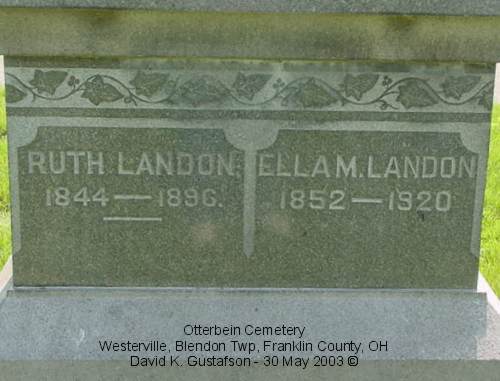 RUTH LANDON.
1844 — 1896.
ELLA M. LANDON
1852 — 1920
Otterbein Cemetery
Westerville, Blendon Twp, Franklin County, OH
David K. Gustafson - 30 May 2003 ©